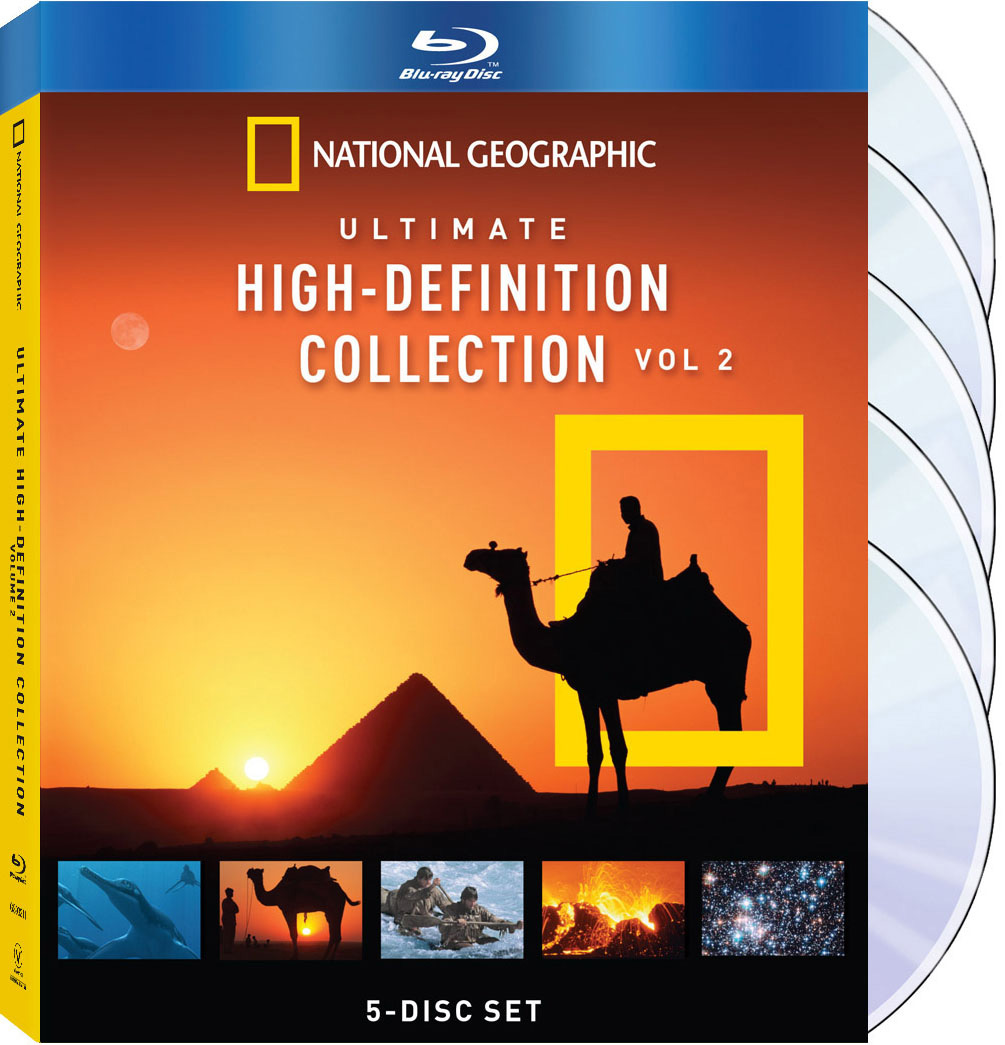 Blu-ray Disc
TM
NATIONAL GEOGRAPHIC
ULTIMATE
HIGH-DEFINITION
COLLECTION VOL 2
5-DISC SET
NATIONAL GEOGRAPHIC
ULTIMATE HIGH-DEFINITION COLLECTION
VOLUME 2